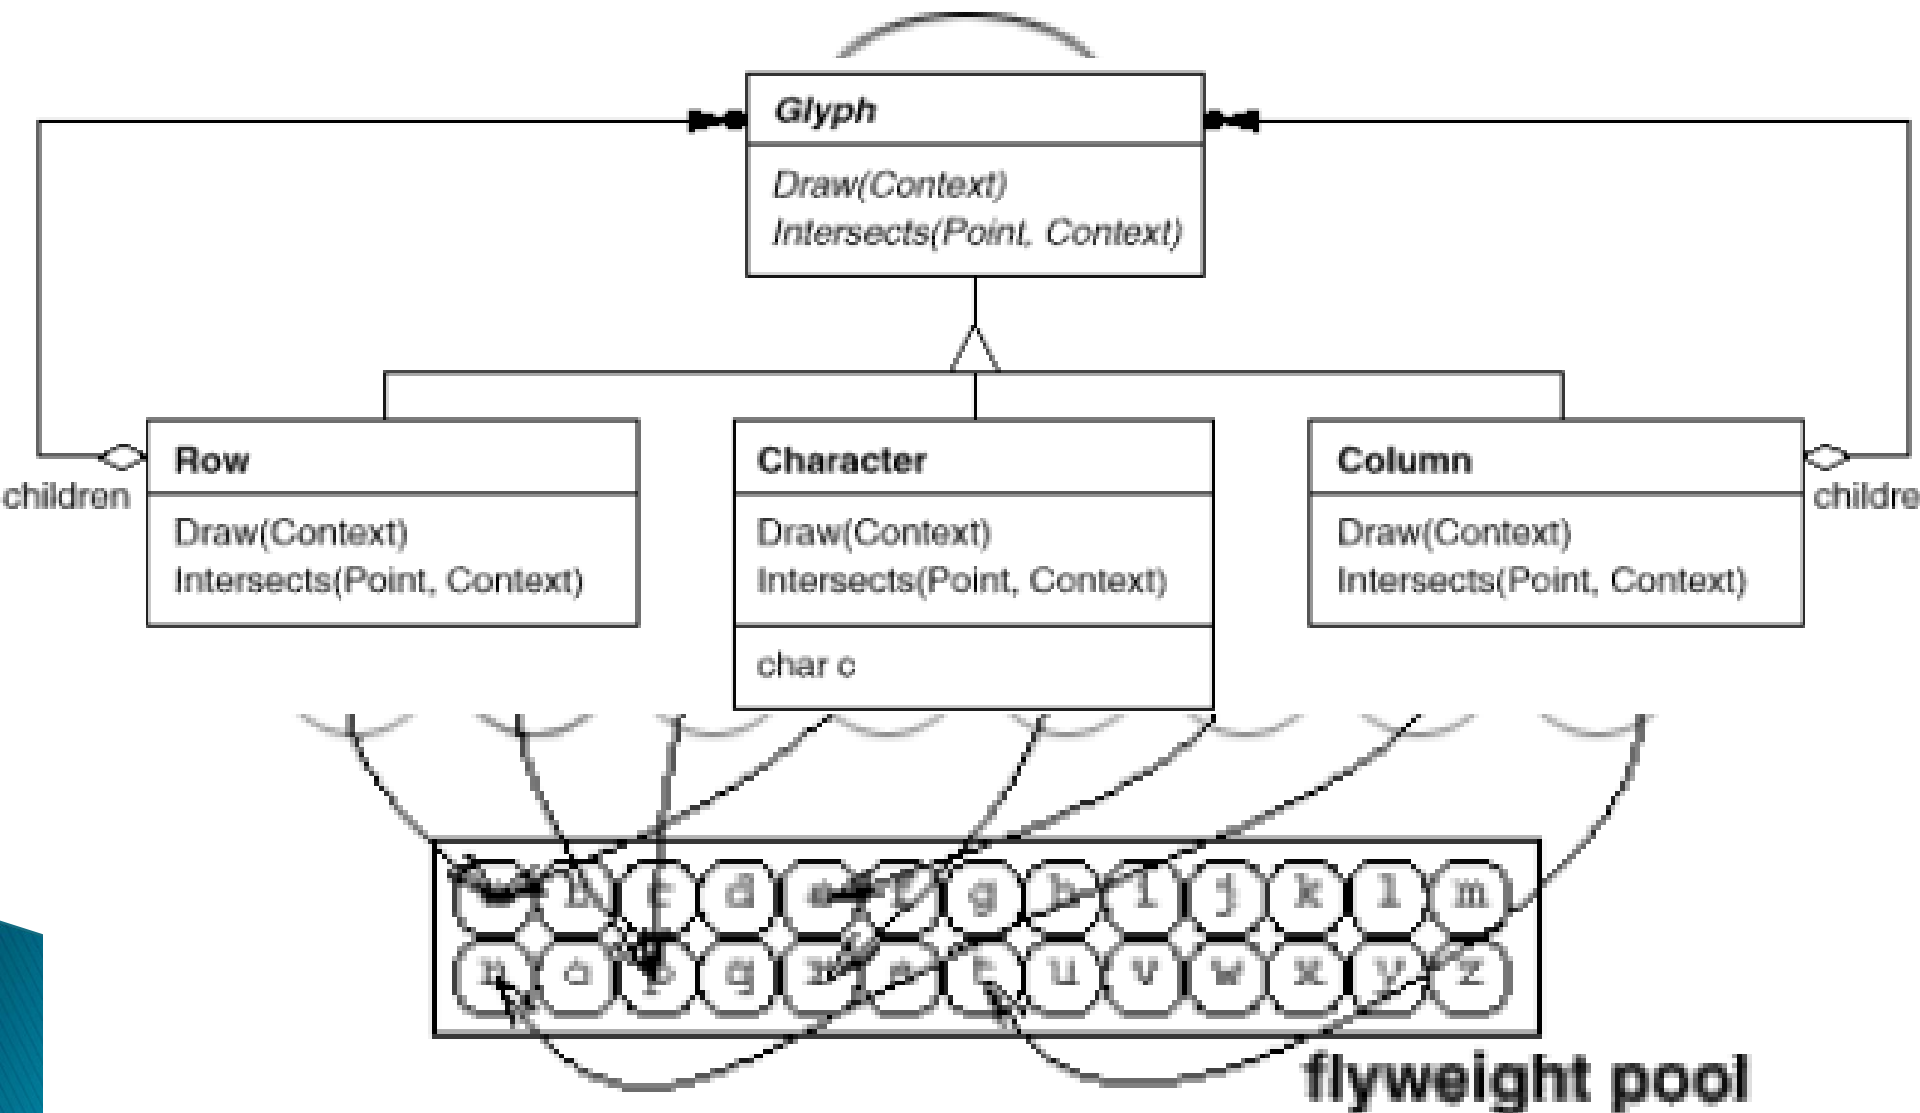 Glyph
Draw(Context)
Intersects(Point, Context)
Row
Character
Column
children
childre
Draw(Context)
Draw(Context)
Draw(Context)
Intersects(Point, Context)
Intersects(Point, Context)
Intersects(Point, Context)
char c
b c d e f g h i j k l m
n o p q r s t u v w x y z
flyweight pool